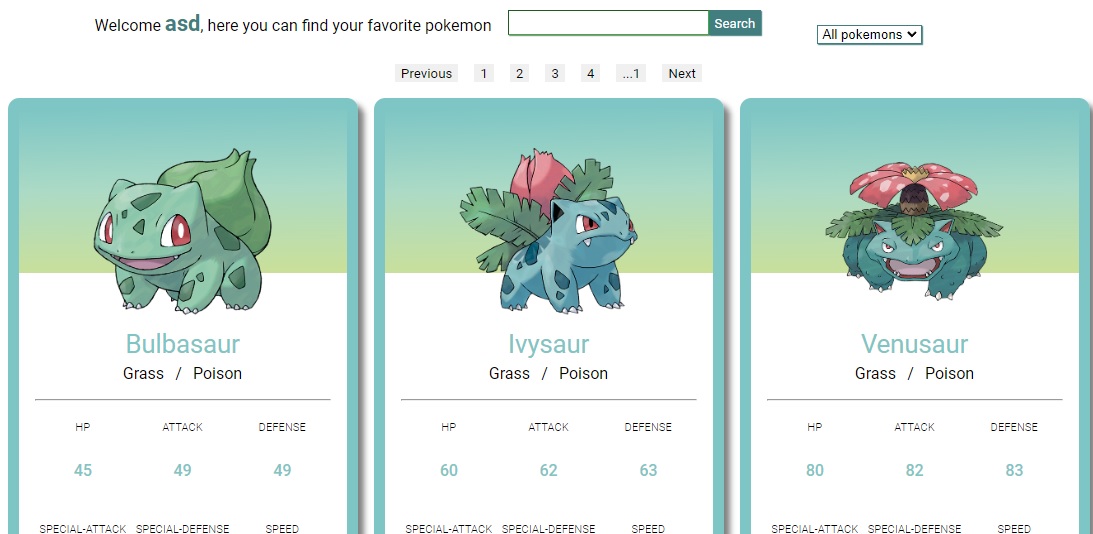 Welcome asd, here you can find your favorite pokemon Search All pokemons
Previous 1 2 3 4 ...1 Next
Bulbasaur Ivysaur Venusaur
Grass / Poison Grass / Poison Grass / Poison
HP ATTACK DEFENSE HP ATTACK DEFENSE HP ATTACK DEFENSE
45 49 49 60 62 63 80 82 83
SPECIAL-ATTACK SPECIAL-DEFENSE SPEED SPECIAL-ATTACK SPECIAL-DEFENSE SPEED SPECIAL-ATTACK SPECIAL-DEFENSE SPEED